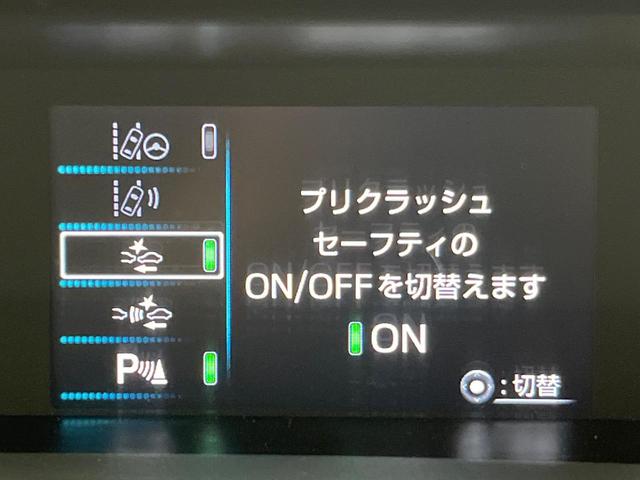 プリクラッシュ
セーフティの
ON/OFFを切替えます
ON
P
:切替